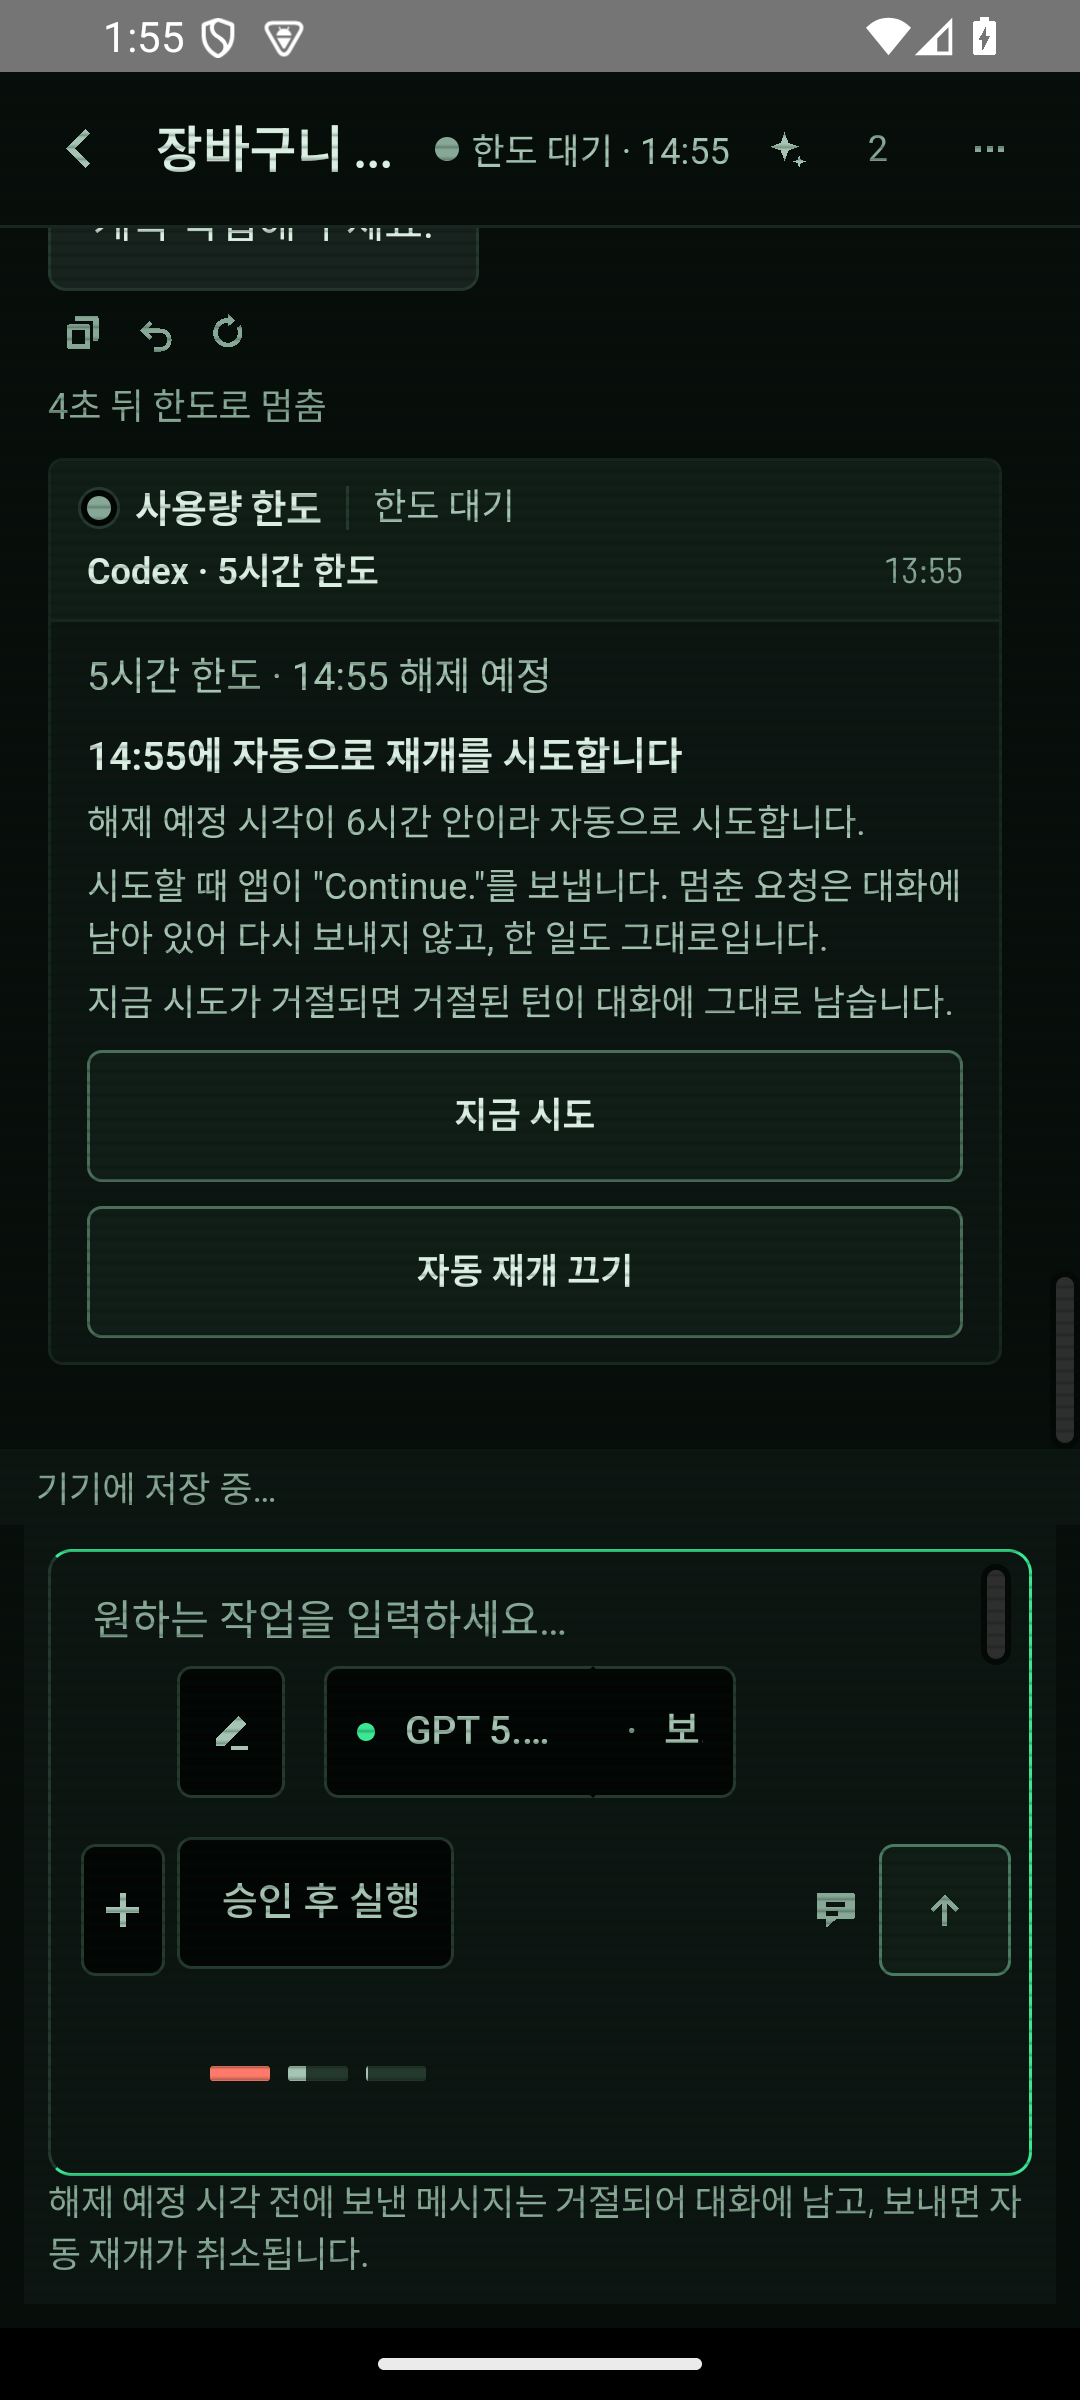 1:55
장바구니 ...
한도 대기 · 14:55
2
4초 뒤 한도로 멈춤
사용량 한도
한도 대기
Codex · 5시간 한도
13:55
5시간 한도 · 14:55 해제 예정
14:55에 자동으로 재개를 시도합니다
해제 예정 시각이 6시간 안이라 자동으로 시도합니다.
시도할 때 앱이 "Continue."를 보냅니다. 멈춘 요청은 대화에
남아 있어 다시 보내지 않고, 한 일도 그대로입니다.
지금 시도가 거절되면 거절된 턴이 대화에 그대로 남습니다.
지금 시도
자동 재개 끄기
기기에 저장 중...
원하는 작업을 입력하세요...
GPT 5.... · 보
승인 후 실행
해제 예정 시각 전에 보낸 메시지는 거절되어 대화에 남고, 보내면 자
동 재개가 취소됩니다.